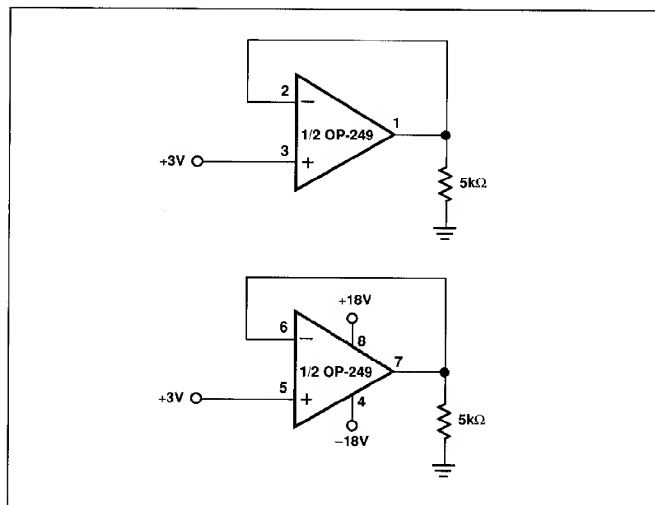 2
1
1/2 OP-249
+3V
3
5kΩ
+18V
6
8
7
1/2 OP-249
+3V
5
4
5kΩ
−18V